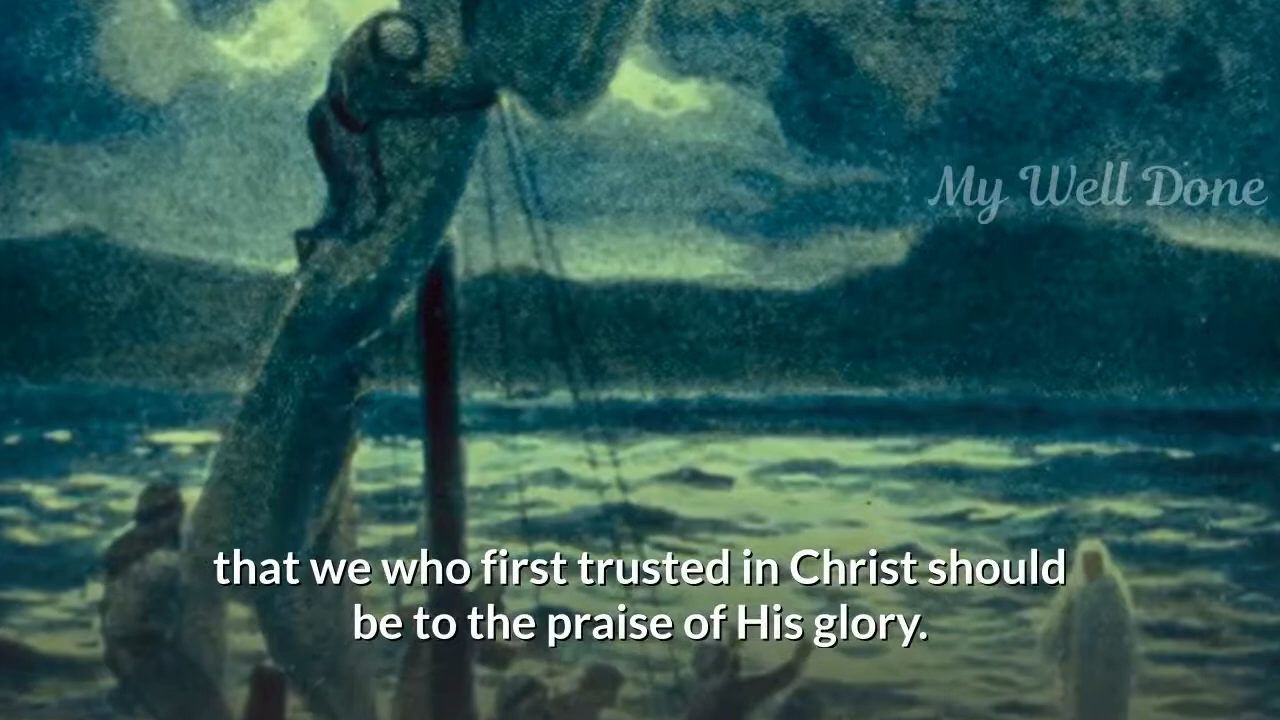 My Well Done
that we who first trusted in Christ should
be to the praise of His glory.